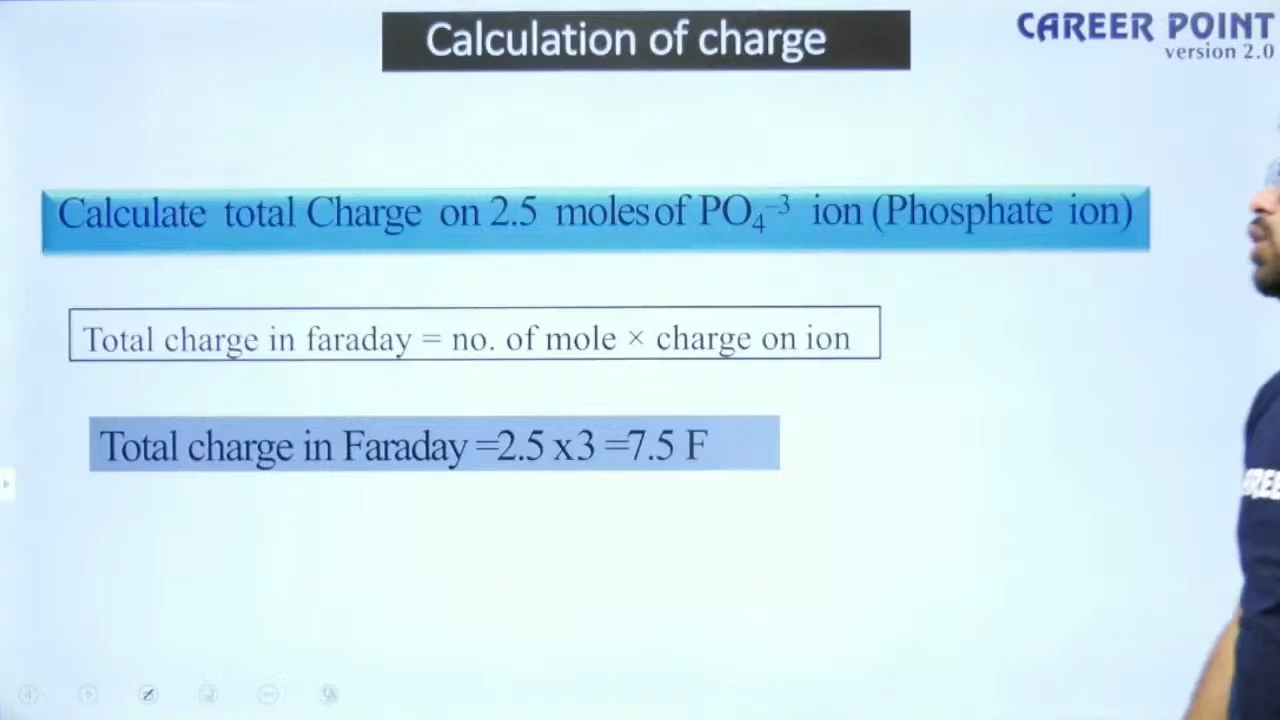 Calculation of charge
CAREER POINT
version 2.0
Calculate total Charge on 2.5 moles of PO₄⁻³ ion (Phosphate ion)
Total charge in faraday = no. of mole × charge on ion
Total charge in Faraday =2.5 x3 =7.5 F